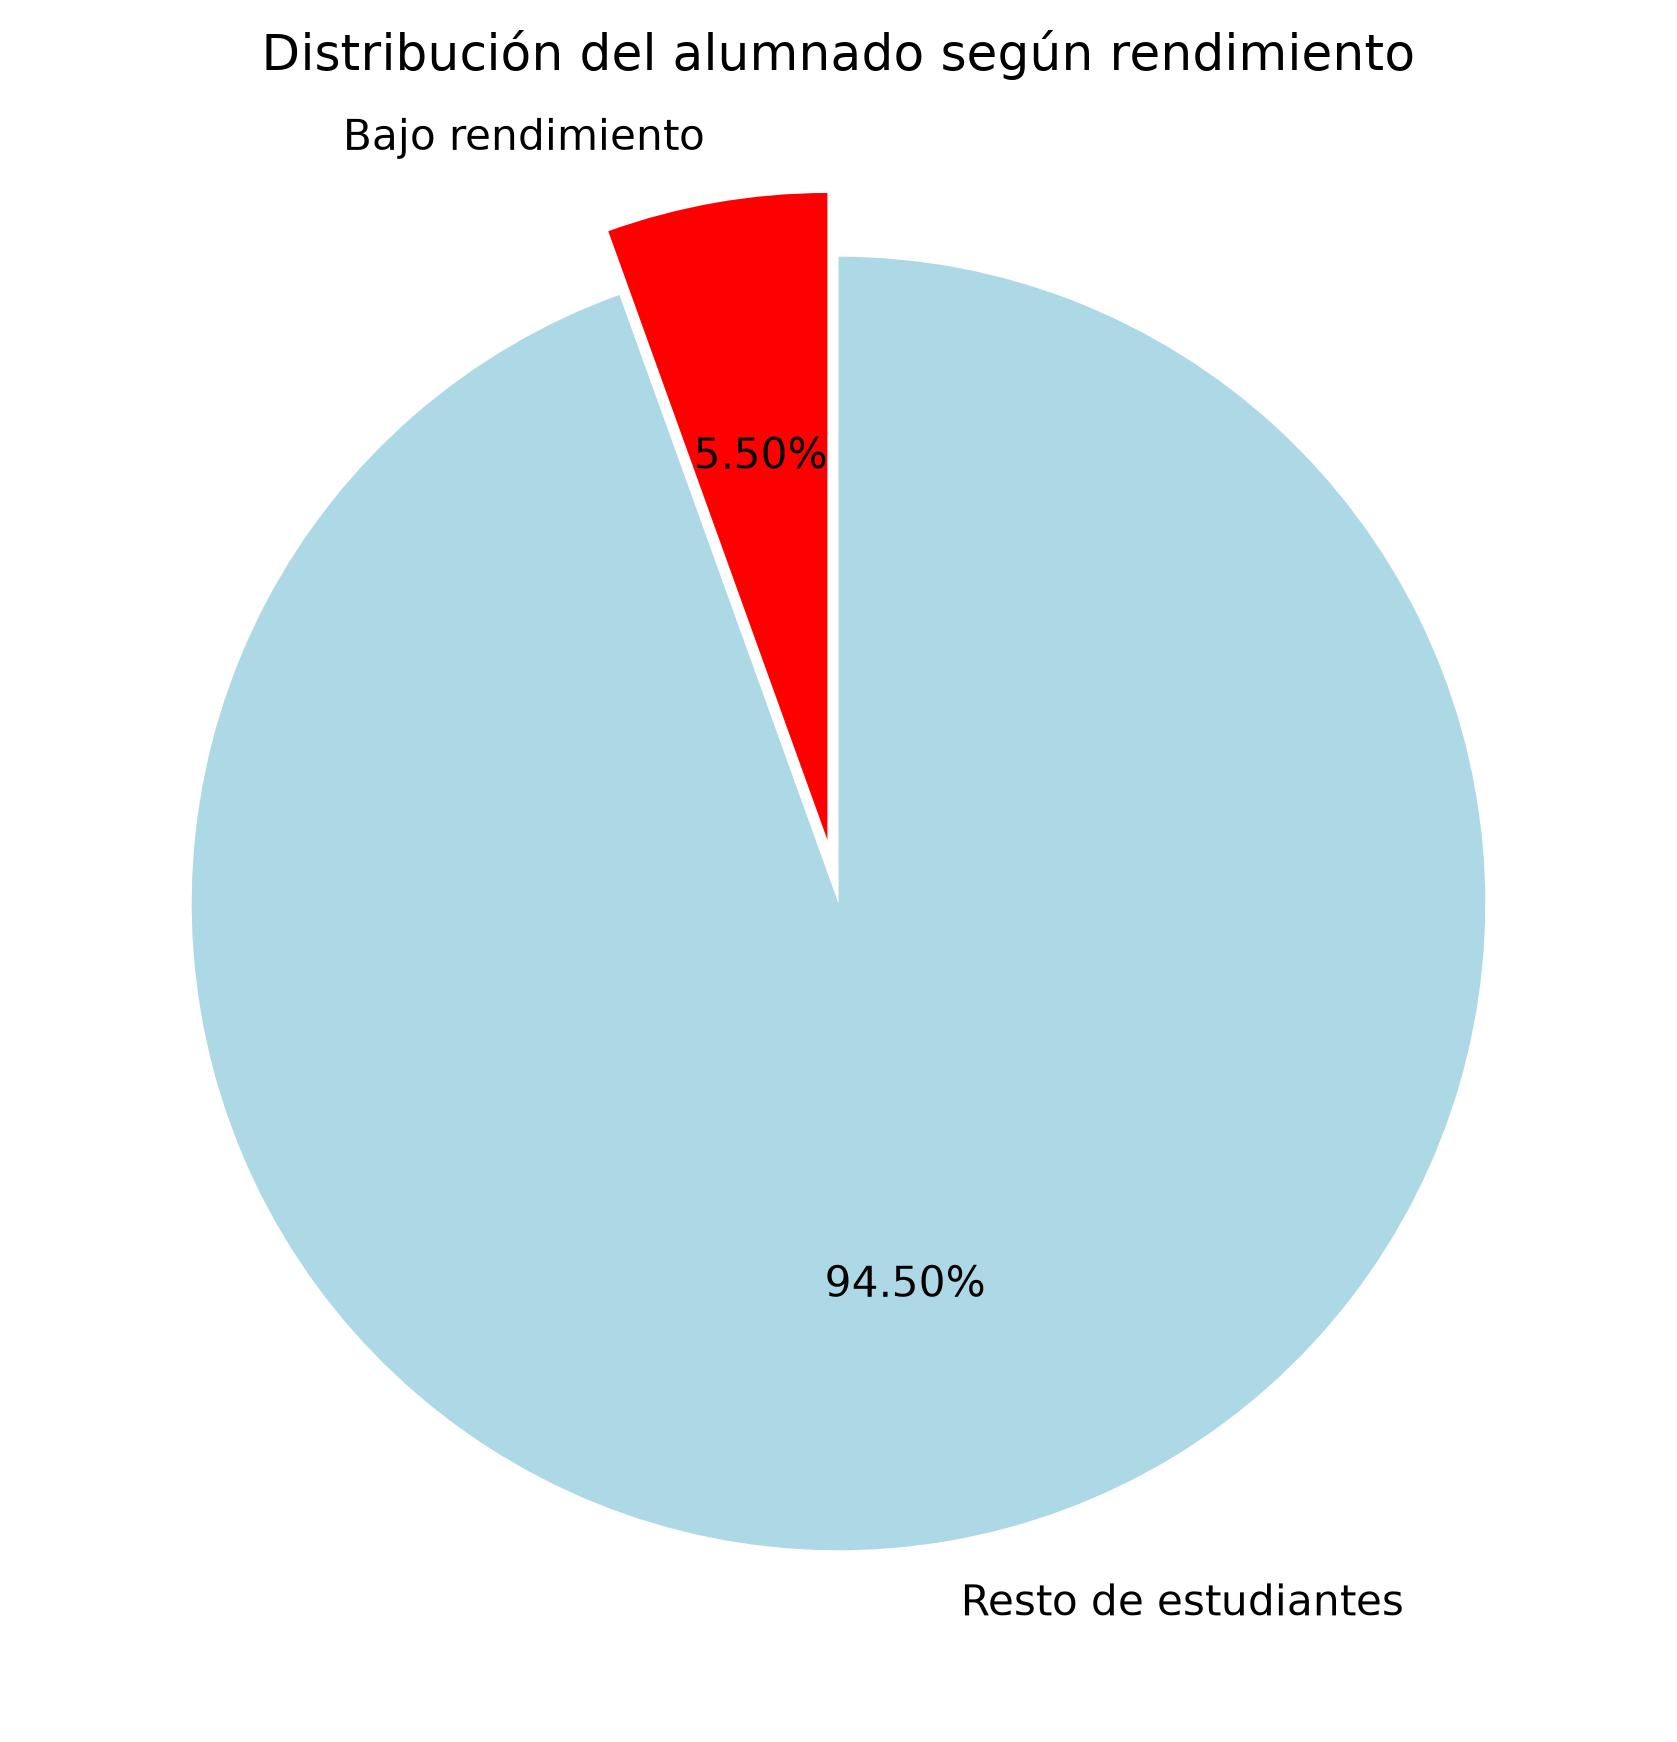 Distribución del alumnado según rendimiento
Bajo rendimiento
5.50%
94.50%
Resto de estudiantes